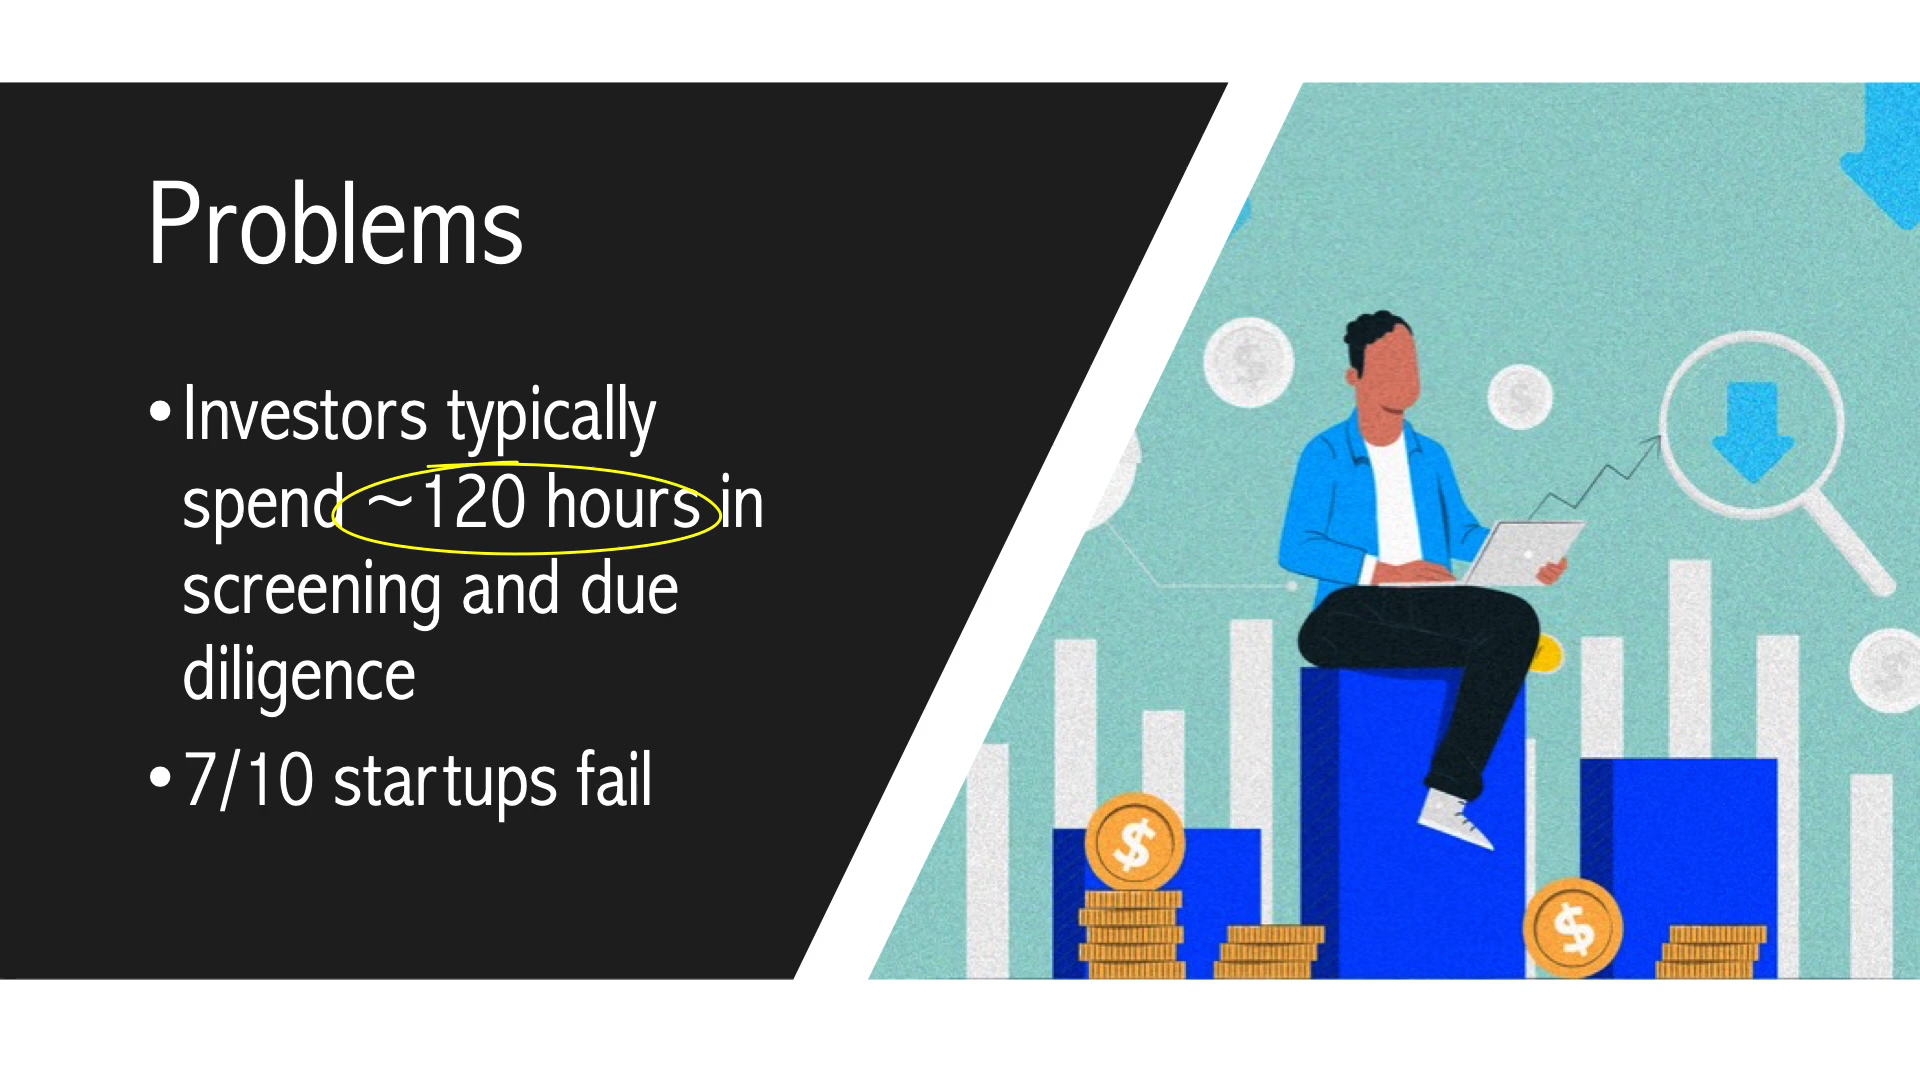 Problems
•Investors typically
spend ~120 hours in
screening and due
diligence
•7/10 startups fail
$
$